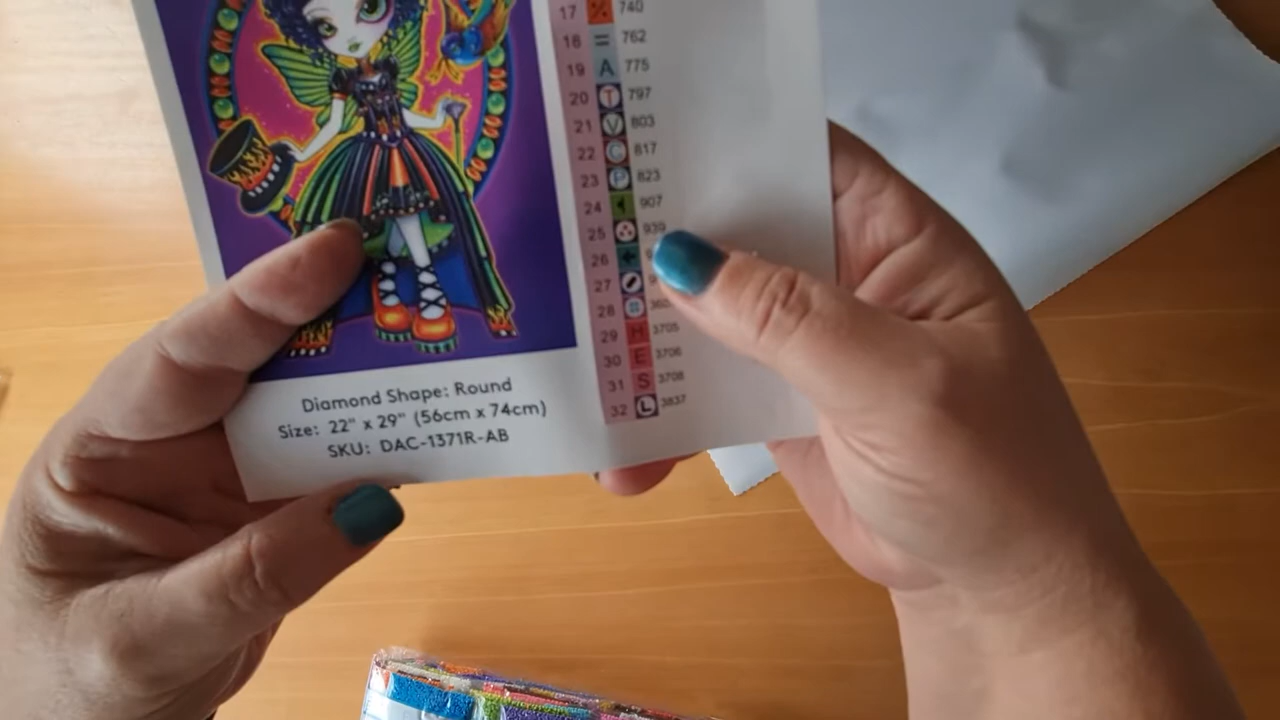 17 % 740
18 = 762
19 A 775
20 T 797
21 V 803
22 C 817
23 P 823
24 907
25 939
26
27
28
29 H 3705
30 E 3706
31 S 3708
32 L 3837
Diamond Shape: Round
Size: 22" x 29" (56cm x 74cm)
SKU: DAC-1371R-AB